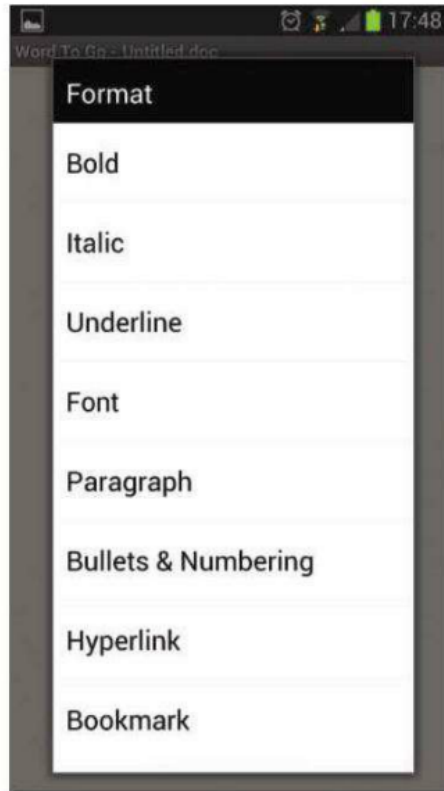 17:48
Word To Go - Untitled.doc
Format
Bold
Italic
Underline
Font
Paragraph
Bullets & Numbering
Hyperlink
Bookmark